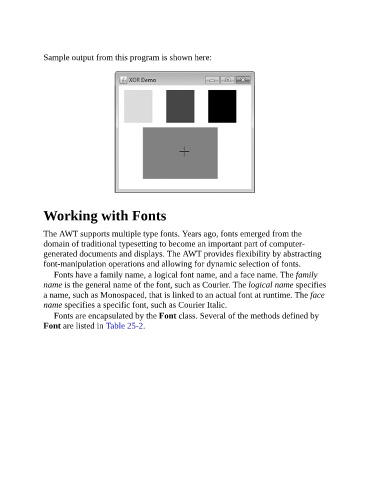 Sample output from this program is shown here:
XOR Demo
Working with Fonts
The AWT supports multiple type fonts. Years ago, fonts emerged from the
domain of traditional typesetting to become an important part of computer-
generated documents and displays. The AWT provides flexibility by abstracting
font-manipulation operations and allowing for dynamic selection of fonts.
Fonts have a family name, a logical font name, and a face name. The family
name is the general name of the font, such as Courier. The logical name specifies
a name, such as Monospaced, that is linked to an actual font at runtime. The face
name specifies a specific font, such as Courier Italic.
Fonts are encapsulated by the Font class. Several of the methods defined by
Font are listed in Table 25-2.